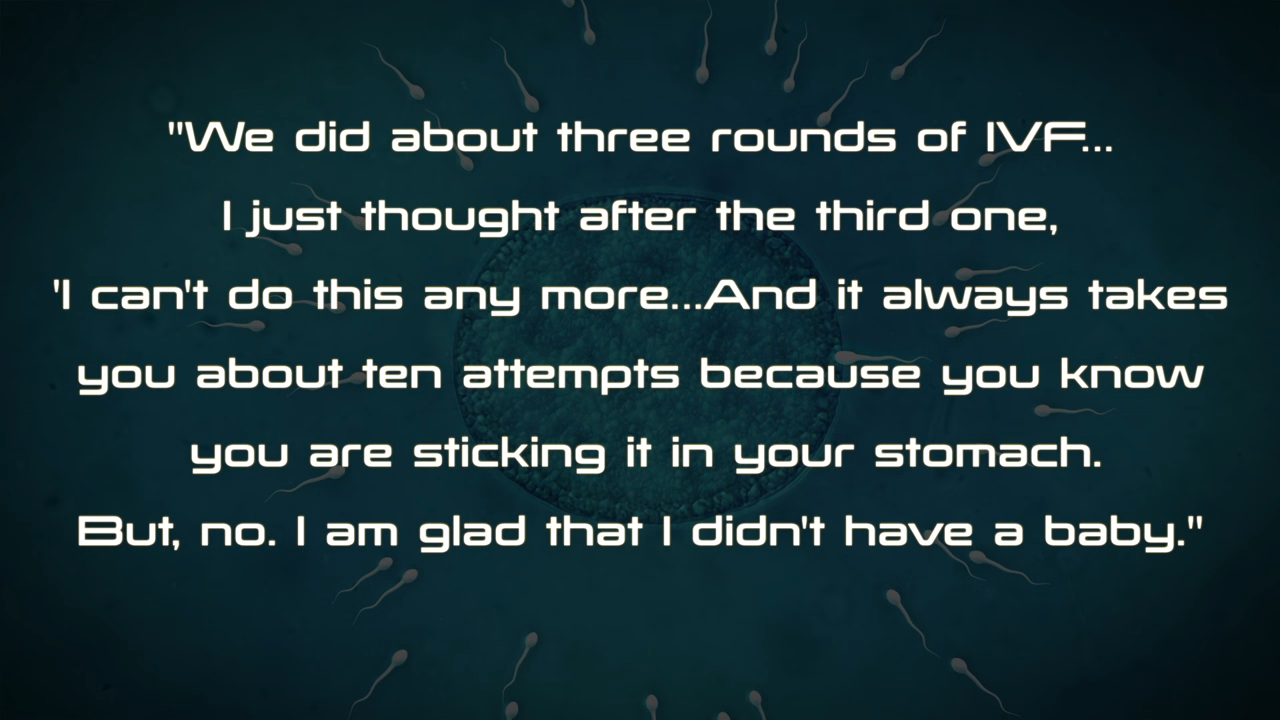 "We did about three rounds of IVF...
I just thought after the third one,
'I can't do this any more...And it always takes
you about ten attempts because you know
you are sticking it in your stomach.
But, no. I am glad that I didn't have a baby."